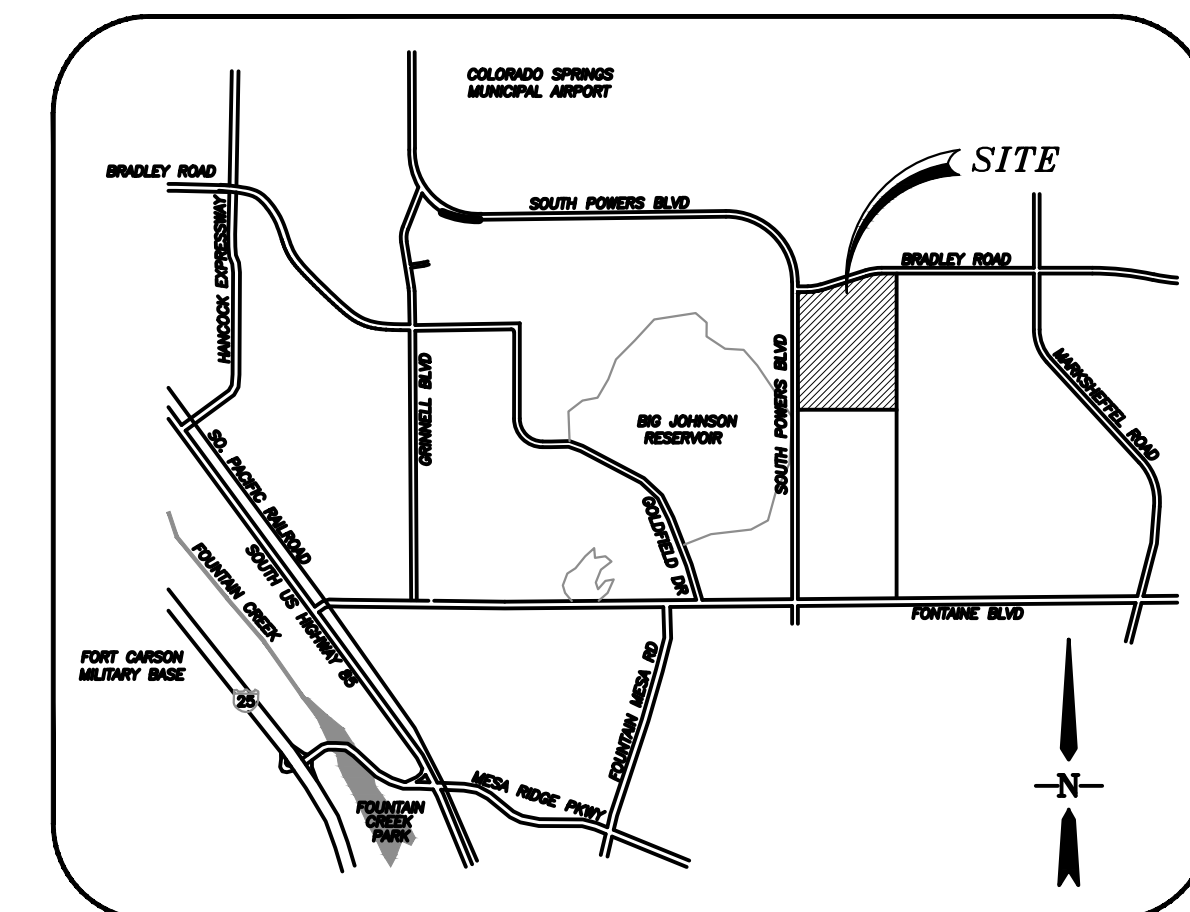 COLORADO SPRINGS
MUNICIPAL AIRPORT
SITE
BRADLEY ROAD
SOUTH POWERS BLVD
HANCOCK EXPRESSWAY
BRADLEY ROAD
GRINNELL BLVD
SOUTH POWERS BLVD
MARKSHEFFEL ROAD
BIG JOHNSON
RESERVOIR
SO. PACIFIC RAILROAD
GOLDFIELD DR
FOUNTAIN CREEK
SOUTH US HIGHWAY 85
FONTAINE BLVD
FORT CARSON
MILITARY BASE
25
FOUNTAIN MESA RD
MESA RIDGE PKWY
N
FOUNTAIN
CREEK
PARK